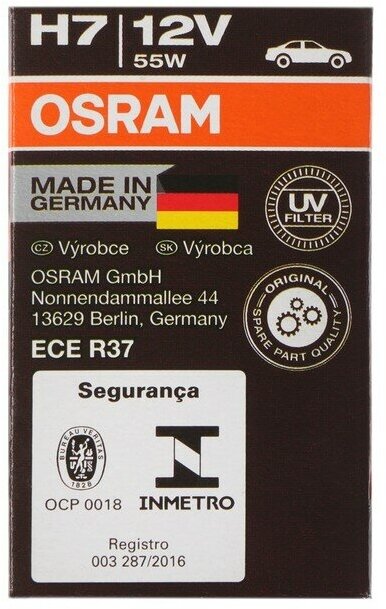 H7 12V
55W
OSRAM
MADE IN
GERMANY
UV
FILTER
CZ Výrobce SK Výrobca
OSRAM GmbH
Nonnendammallee 44
13629 Berlin, Germany
ORIGINAL
SPARE PART QUALITY
ECE R37
Segurança
BUREAU VERITAS
1828
OCP 0018
INMETRO
Registro
003 287/2016